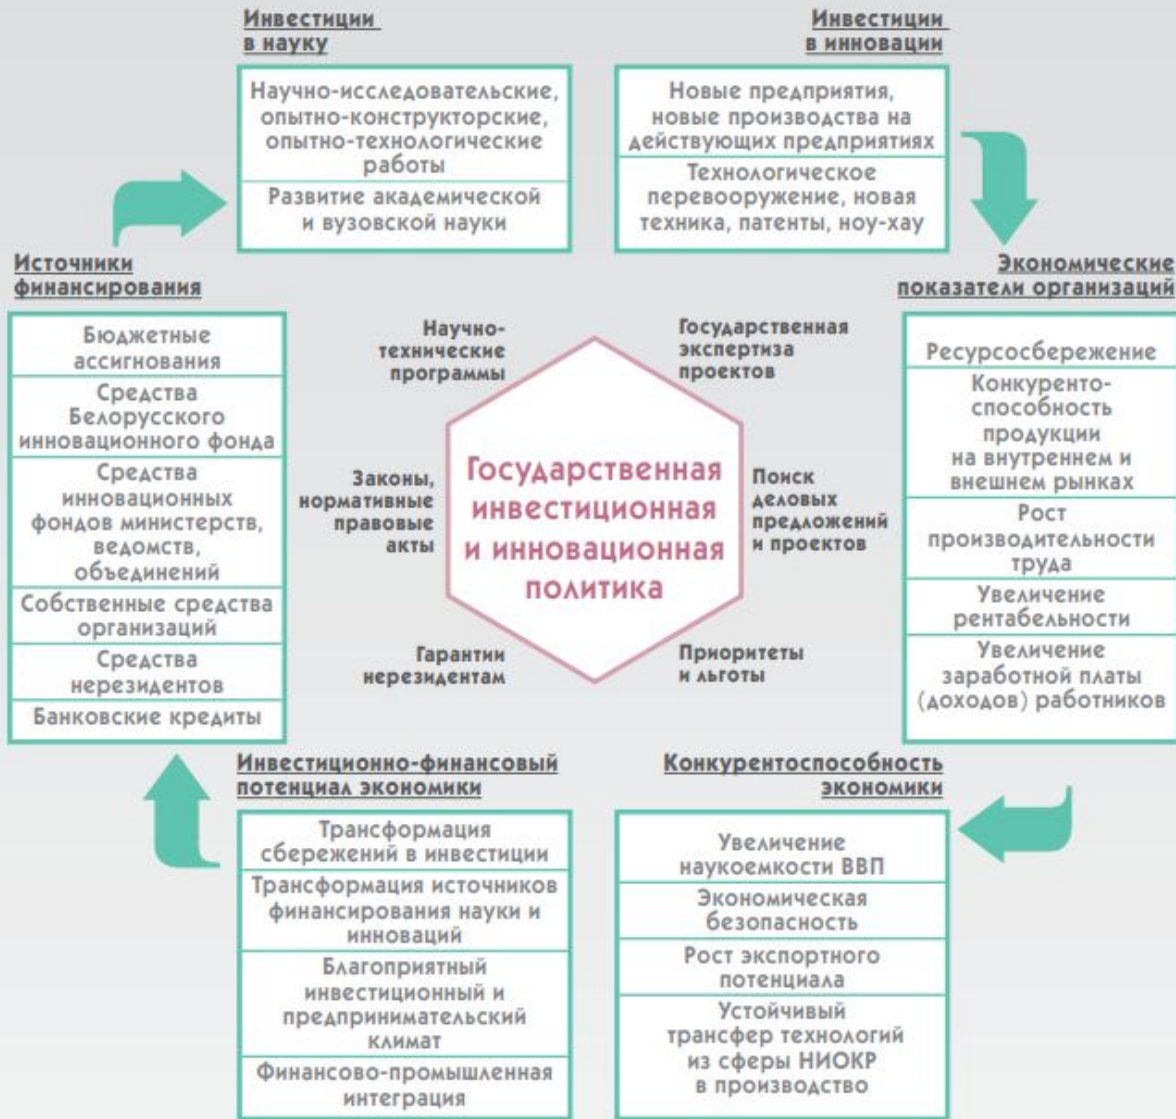 Инвестиции
в науку
Научно-исследовательские,
опытно-конструкторские,
опытно-технологические
работы
Развитие академической
и вузовской науки
Инвестиции
в инновации
Новые предприятия,
новые производства на
действующих предприятиях
Технологическое
перевооружение, новая
техника, патенты, ноу-хау
Источники
финансирования
Бюджетные
ассигнования
Средства
Белорусского
инновационного фонда
Средства
инновационных
фондов министерств,
ведомств,
объединений
Собственные средства
организаций
Средства
нерезидентов
Банковские кредиты
Научно-
технические
программы
Законы,
нормативные
правовые
акты
Гарантии
нерезидентам
Государственная
инвестиционная
и инновационная
политика
Государственная
экспертиза
проектов
Поиск
деловых
предложений
и проектов
Приоритеты
и льготы
Экономические
показатели организаций
Ресурсосбережение
Конкуренто-
способность
продукции
на внутреннем и
внешнем рынках
Рост
производительности
труда
Увеличение
рентабельности
Увеличение
заработной платы
(доходов) работников
Инвестиционно-финансовый
потенциал экономики
Трансформация
сбережений в инвестиции
Трансформация источников
финансирования науки и
инноваций
Благоприятный
инвестиционный и
предпринимательский
климат
Финансово-промышленная
интеграция
Конкурентоспособность
экономики
Увеличение
наукоемкости ВВП
Экономическая
безопасность
Рост экспортного
потенциала
Устойчивый
трансфер технологий
из сферы НИОКР
в производство